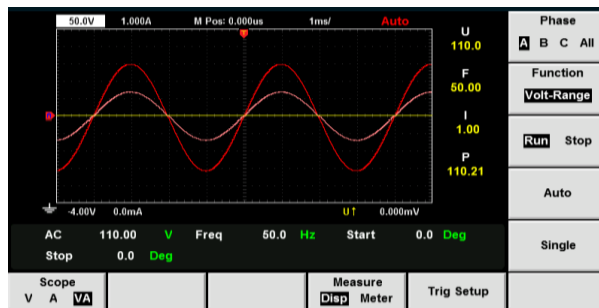 50.0V 1.000A M Pos: 0.000us 1ms/ Auto
U
110.0
F
50.00
I
1.00
P
110.21
-4.00V 0.0mA U↑ 0.000mV
AC 110.00 V Freq 50.0 Hz Start 0.0 Deg
Stop 0.0 Deg
Phase
A B C All
Function
Volt-Range
Run Stop
Auto
Single
Scope
V A VA
Measure
Disp Meter
Trig Setup